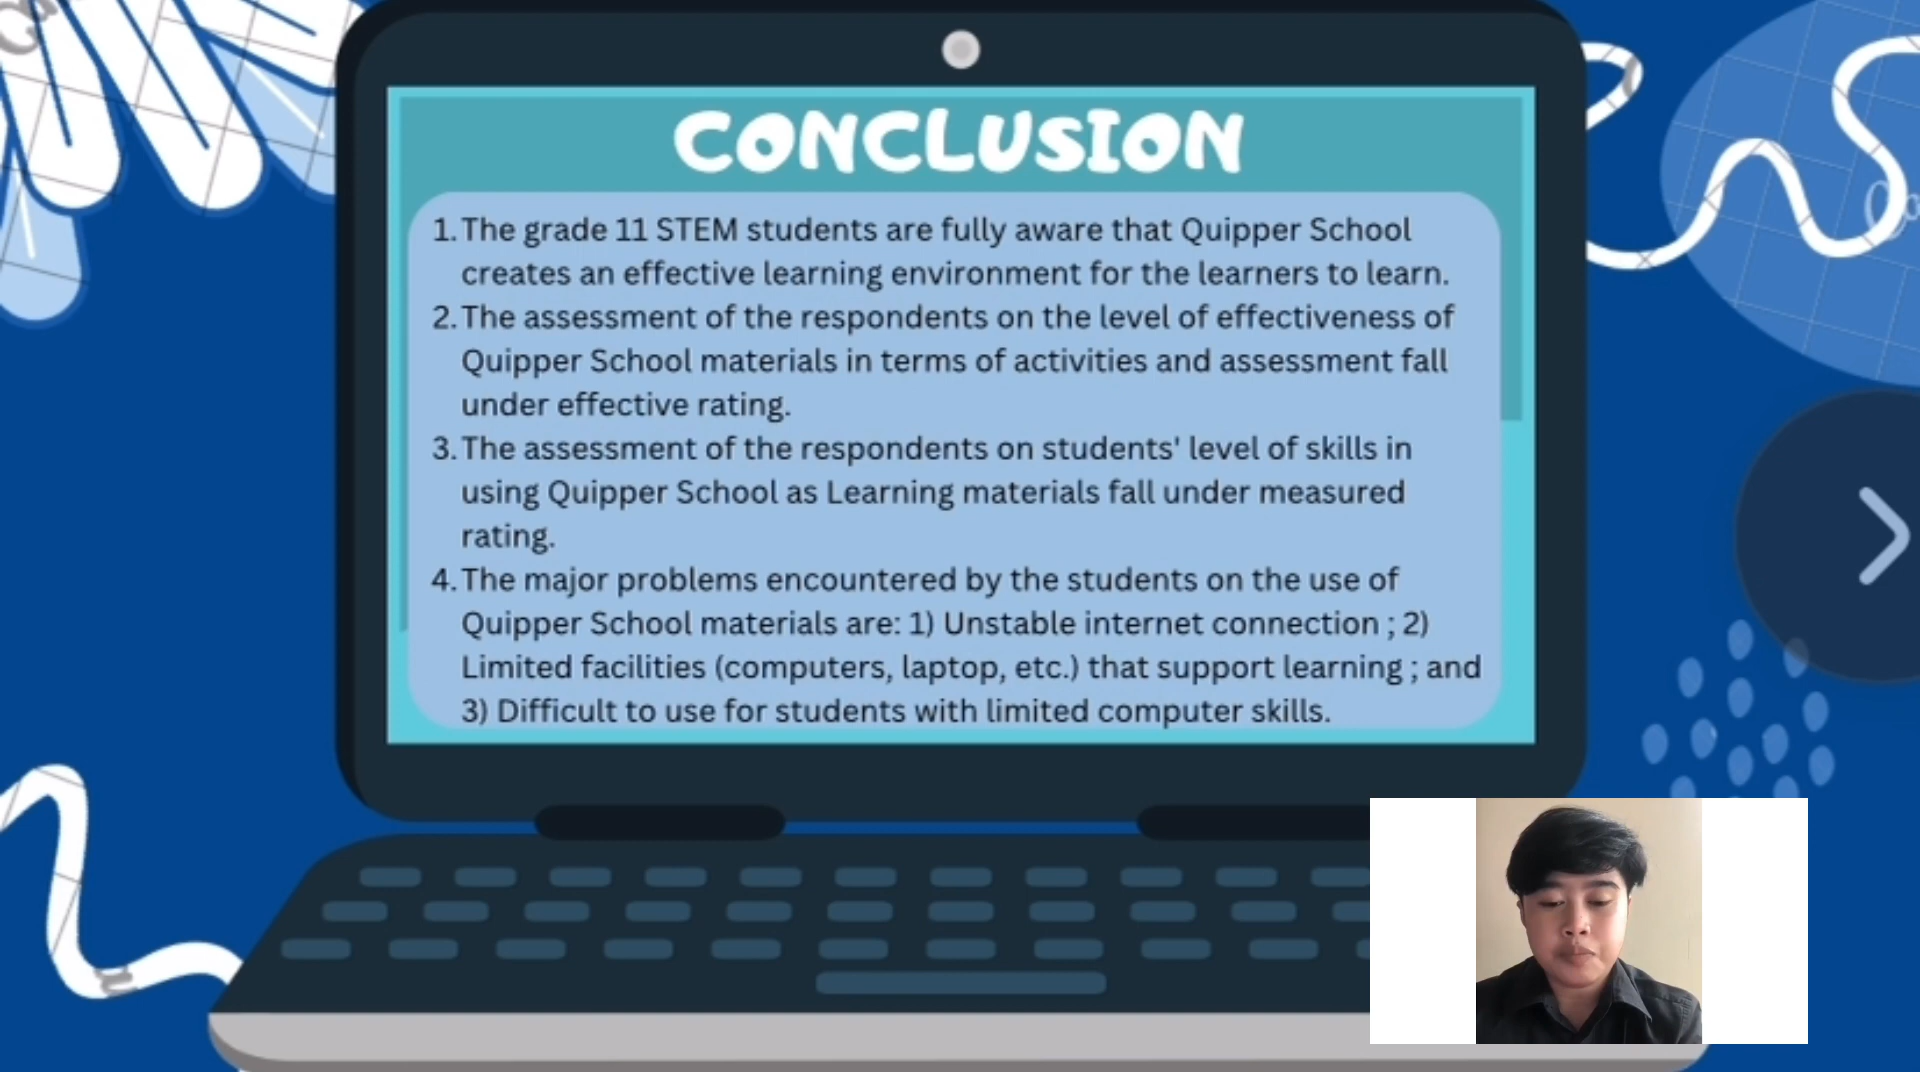 CONCLUSION
1. The grade 11 STEM students are fully aware that Quipper School
creates an effective learning environment for the learners to learn.
2. The assessment of the respondents on the level of effectiveness of
Quipper School materials in terms of activities and assessment fall
under effective rating.
3. The assessment of the respondents on students' level of skills in
using Quipper School as Learning materials fall under measured
rating.
4. The major problems encountered by the students on the use of
Quipper School materials are: 1) Unstable internet connection ; 2)
Limited facilities (computers, laptop, etc.) that support learning ; and
3) Difficult to use for students with limited computer skills.